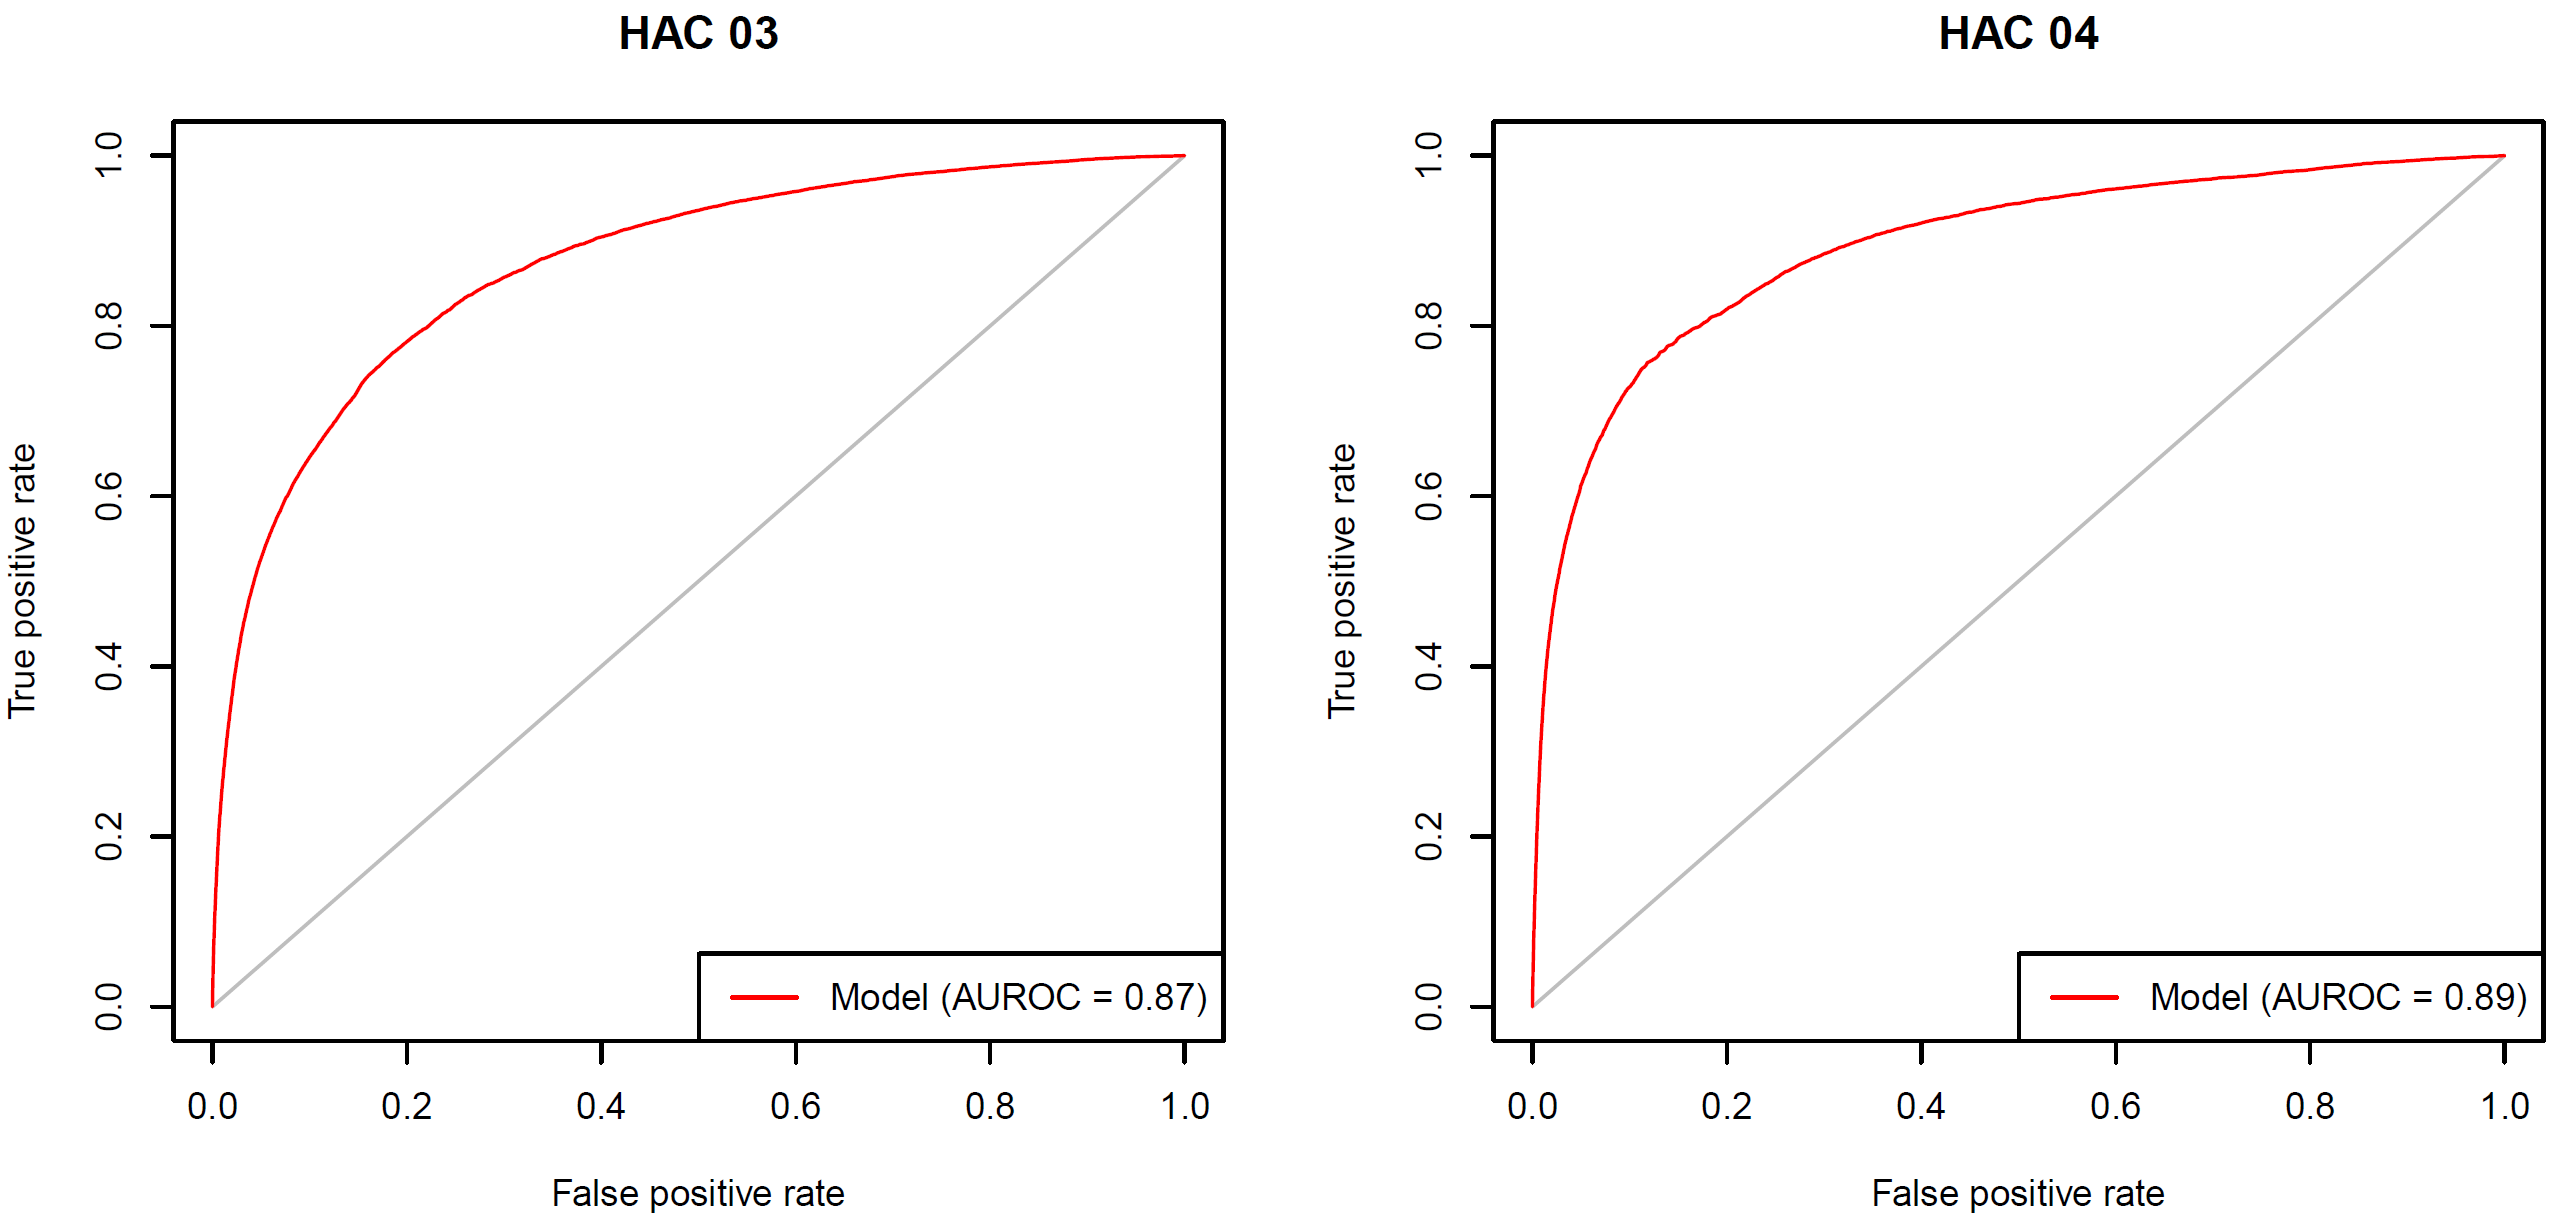 HAC 03
True positive rate
1.0
0.8
0.6
0.4
0.2
0.0
Model (AUROC = 0.87)
0.0 0.2 0.4 0.6 0.8 1.0
False positive rate
HAC 04
True positive rate
1.0
0.8
0.6
0.4
0.2
0.0
Model (AUROC = 0.89)
0.0 0.2 0.4 0.6 0.8 1.0
False positive rate